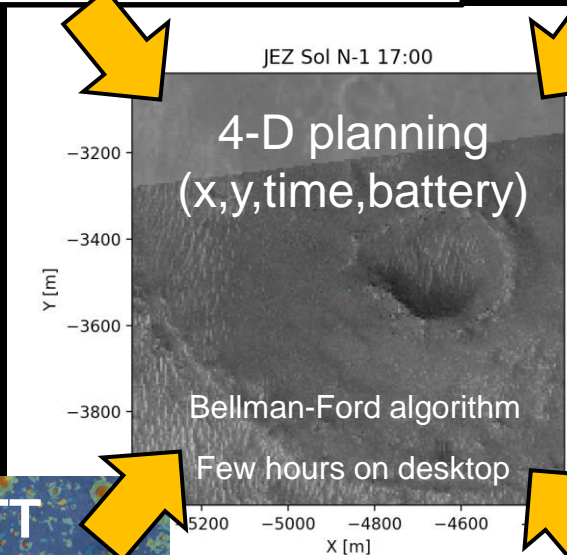 JEZ Sol N-1 17:00
4-D planning
(x,y,time,battery)
−3200
−3400
Y [m]
−3600
−3800
Bellman-Ford algorithm
Few hours on desktop
T
5200 −5000 −4800 −4600
X [m]